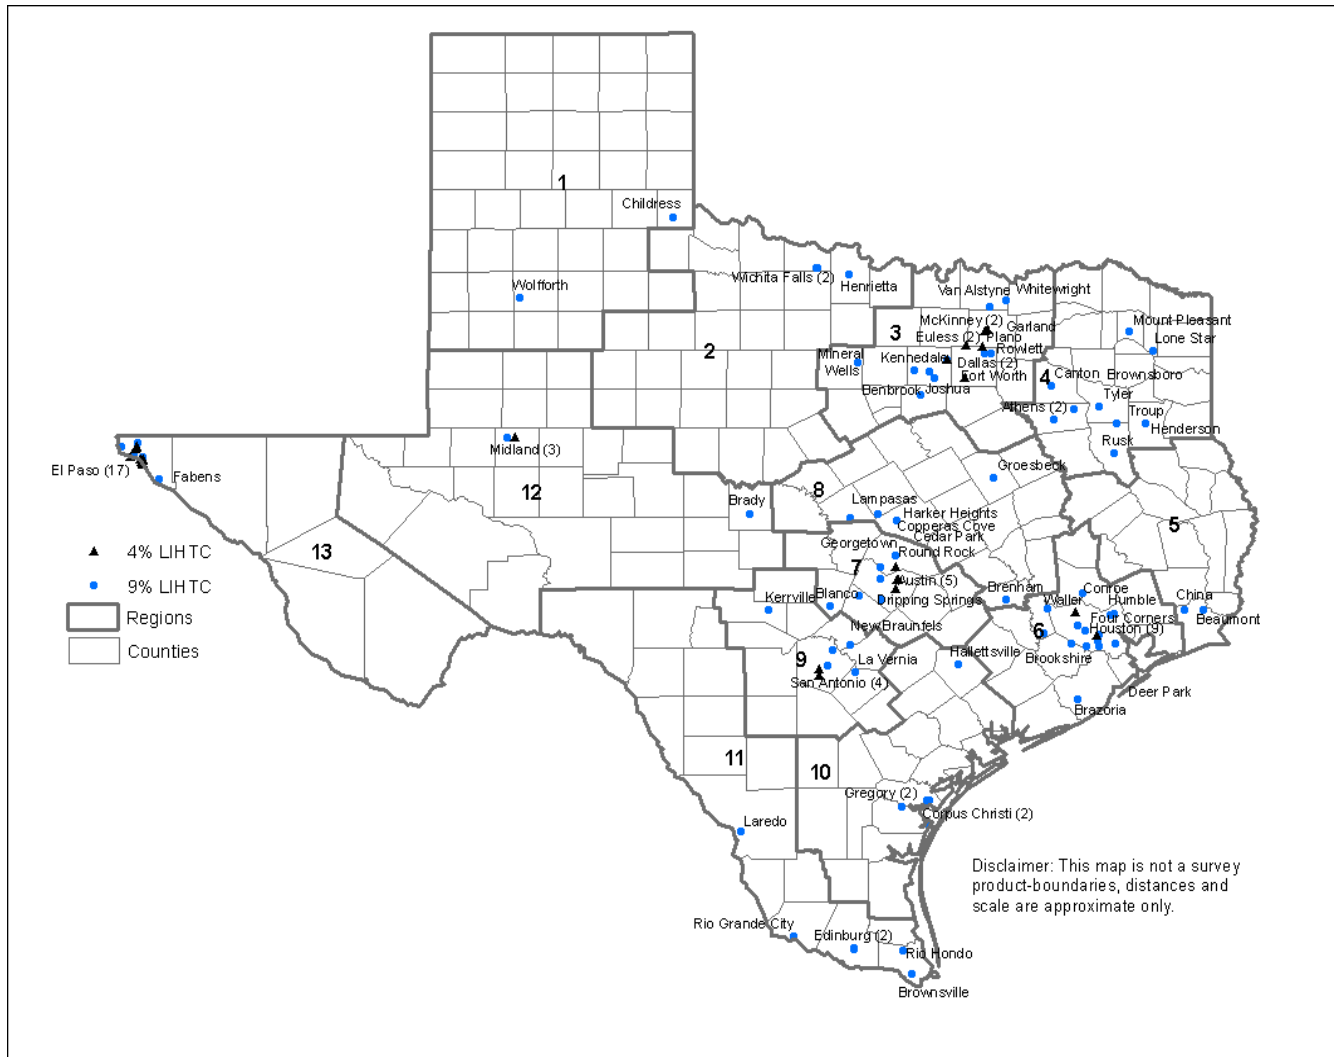 1
Childress
Wichita Falls (2)
Henrietta
Wolfforth
Van Alstyne
Whitewright
McKinney (2)
Garland
3
Euless (2)
Plano
Mount Pleasant
Lone Star
2
Mineral
Wells
Kennedale
Rowlett
Dallas (2)
Fort Worth
4
Canton
Brownsboro
Benbrook
Joshua
Tyler
Athens (2)
Troup
Henderson
Rusk
Midland (3)
El Paso (17)
Fabens
Groesbeck
12
8
Brady
Lampasas
Harker Heights
Copperas Cove
Cedar Park
5
13
Georgetown
Round Rock
7
Austin (5)
Blanco
Dripping Springs
Kerrville
New Braunfels
Brenham
Conroe
Waller
Humble
China
Beaumont
6
Four Corners
Houston (9)
Brookshire
Hallettsville
9
La Vernia
San Antonio (4)
Deer Park
Brazoria
4% LIHTC
9% LIHTC
Regions
Counties
11
10
Gregory (2)
Corpus Christi (2)
Laredo
Disclaimer: This map is not a survey
product-boundaries, distances and
scale are approximate only.
Rio Grande City
Edinburg (2)
Rio Hondo
Brownsville